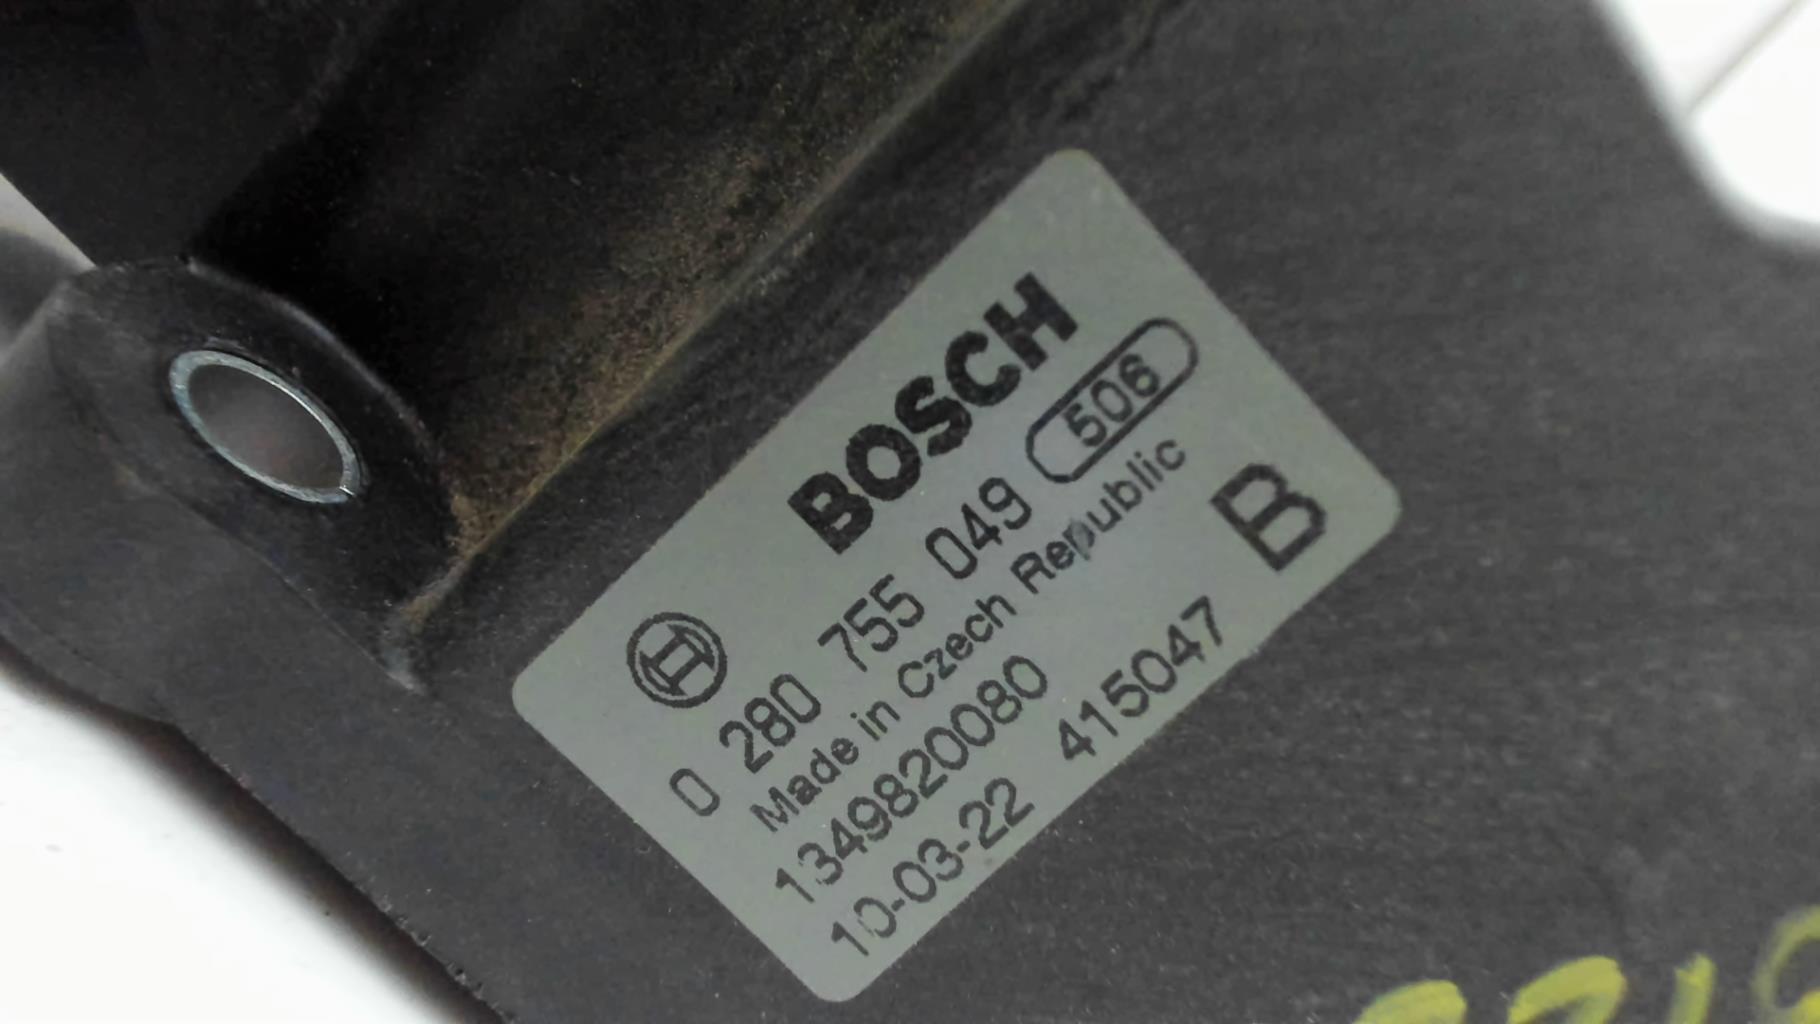 BOSCH
0 280 755 049 506
Made in Czech Republic
B
1349820080
10-03-22 415047